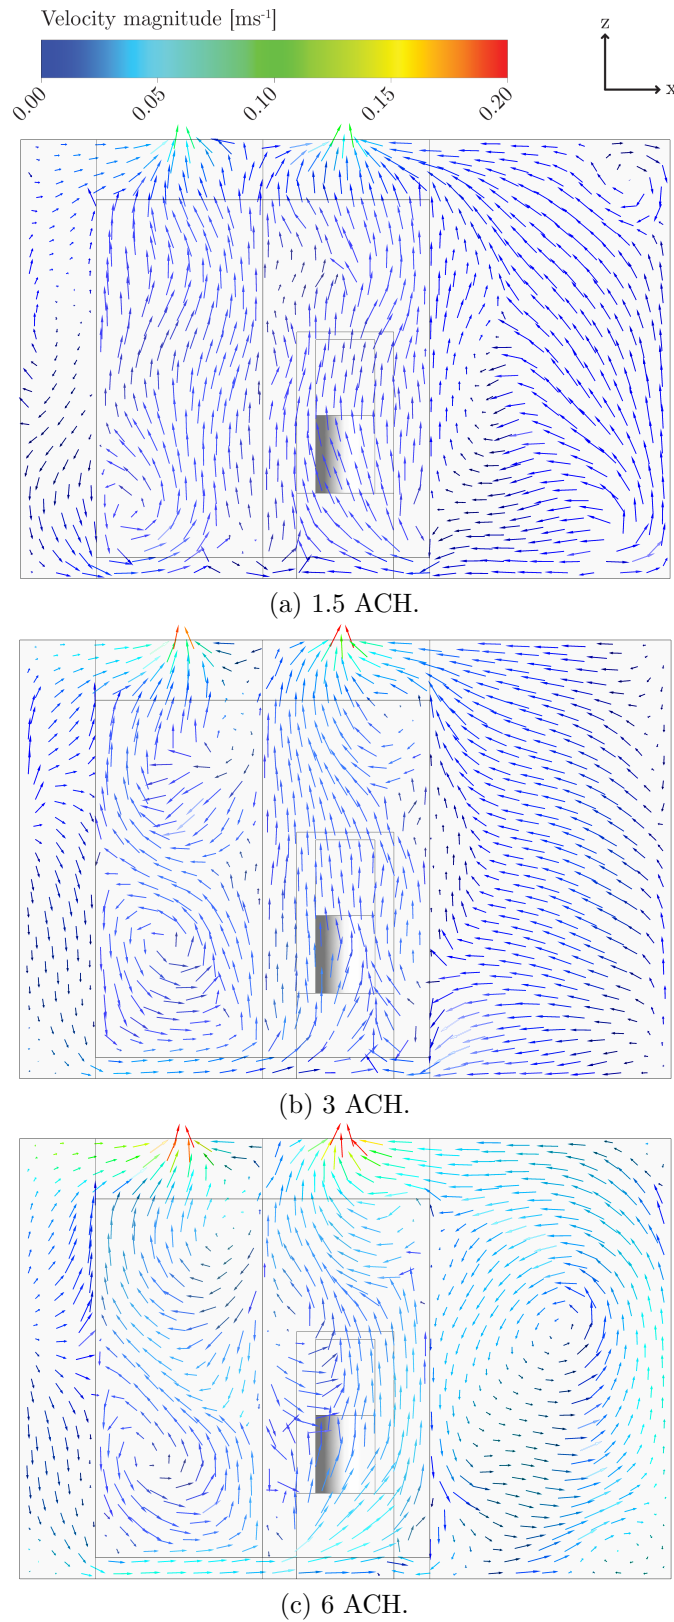 Velocity magnitude [ms⁻¹]
0.00 0.05 0.10 0.15 0.20
z
x
(a) 1.5 ACH.
(b) 3 ACH.
(c) 6 ACH.